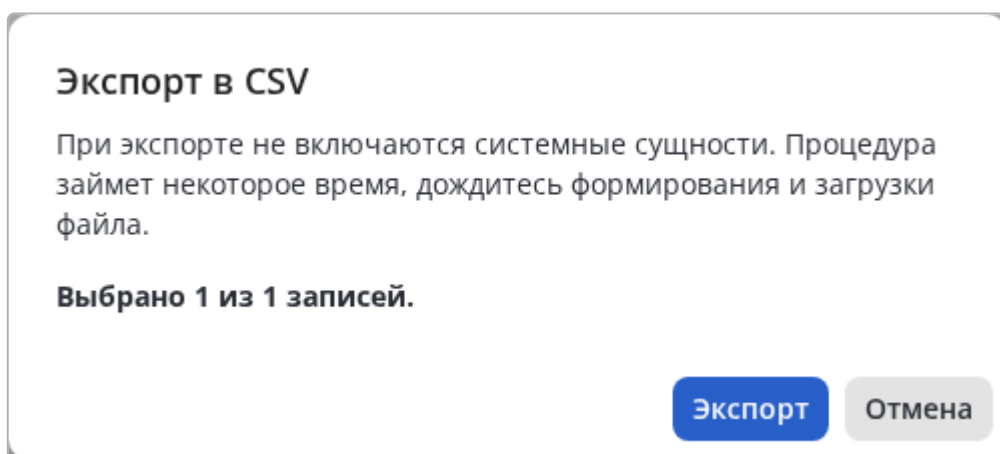 Экспорт в CSV
При экспорте не включаются системные сущности. Процедура
займет некоторое время, дождитесь формирования и загрузки
файла.
Выбрано 1 из 1 записей.
Экспорт Отмена